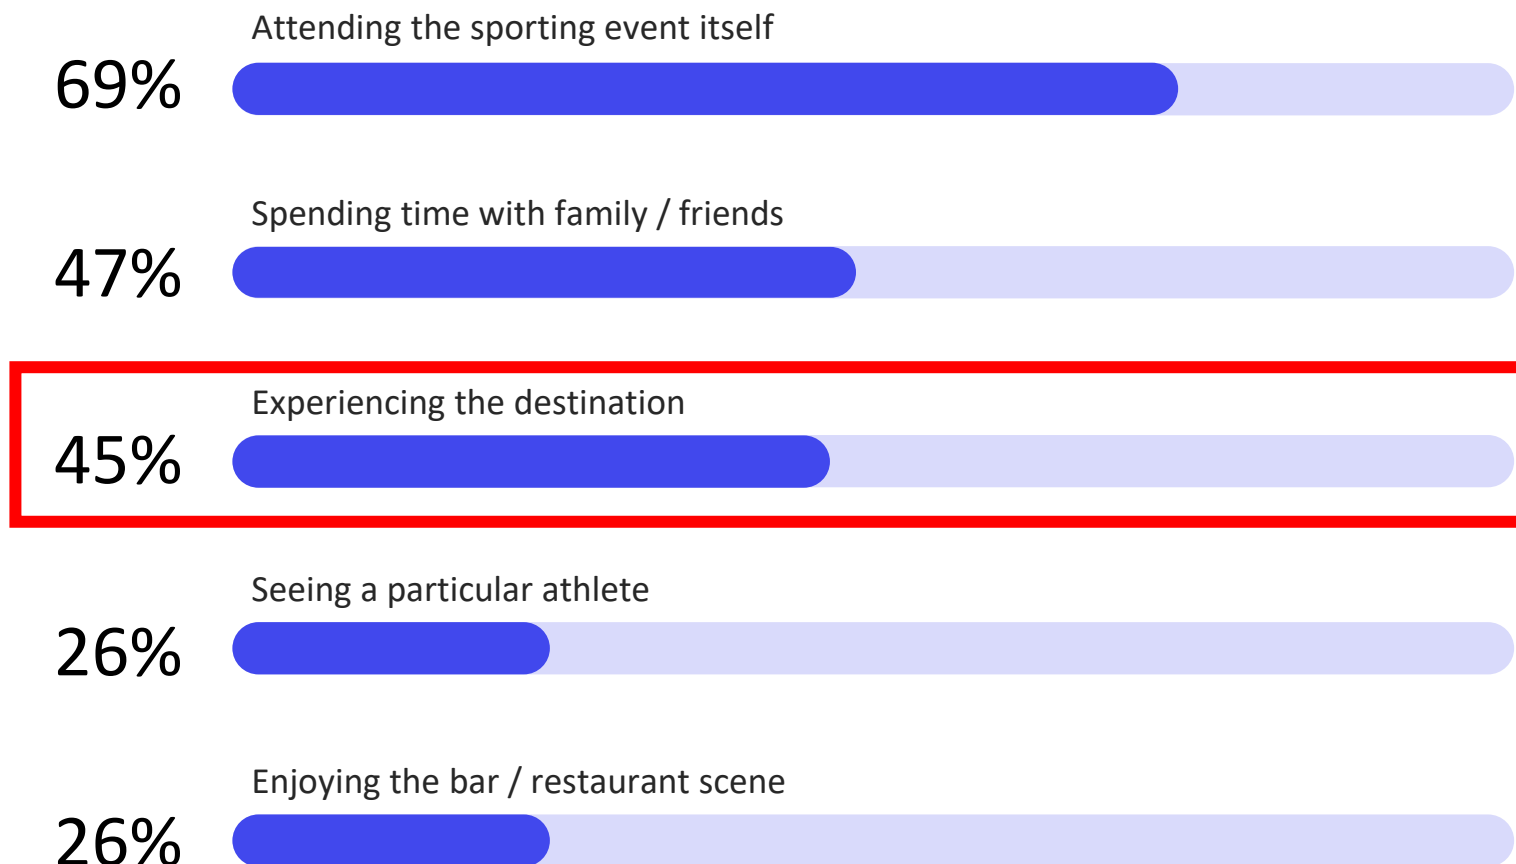 Attending the sporting event itself
69%
Spending time with family / friends
47%
Experiencing the destination
45%
Seeing a particular athlete
26%
Enjoying the bar / restaurant scene
26%